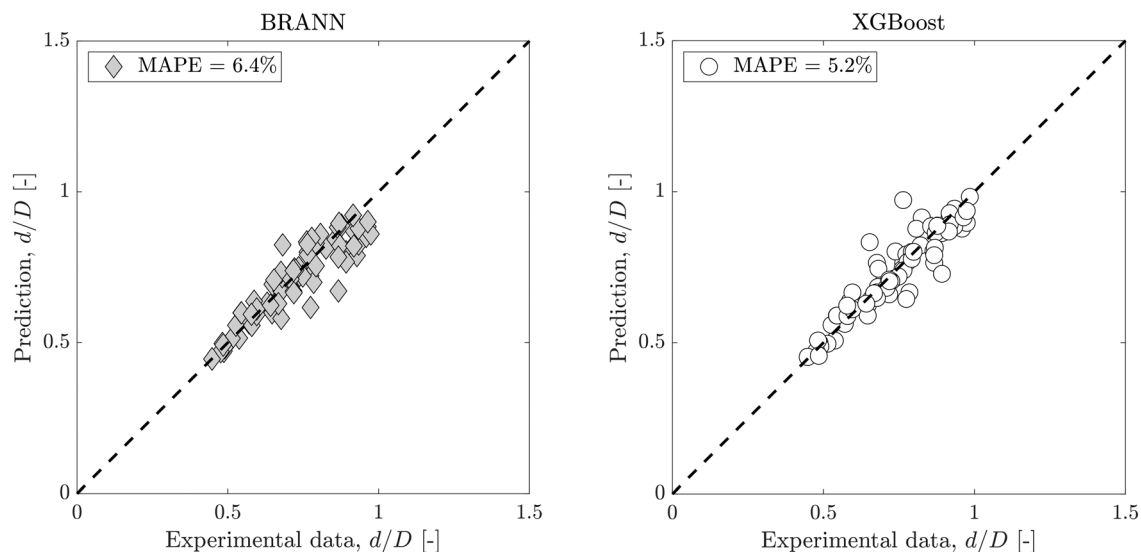 BRANN
1.5
MAPE = 6.4%
1
0.5
0
Prediction, d/D [-]
0 0.5 1 1.5
Experimental data, d/D [-]
XGBoost
1.5
MAPE = 5.2%
1
0.5
0
Prediction, d/D [-]
0 0.5 1 1.5
Experimental data, d/D [-]